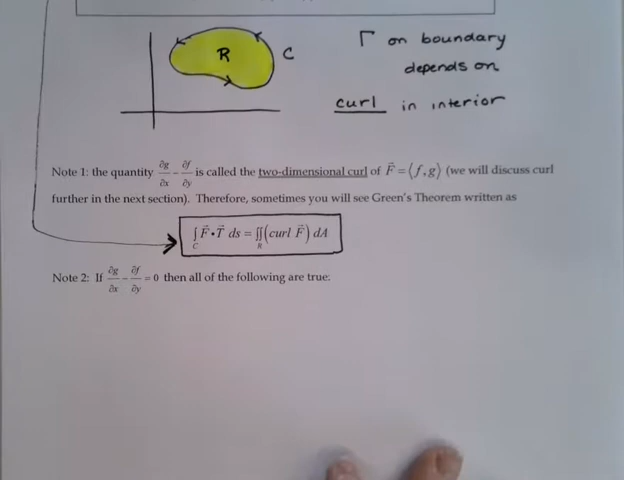 R
C
Γ on boundary
depends on
curl in interior
Note 1: the quantity ∂g/∂x − ∂f/∂y is called the two-dimensional curl of F⃗ = ⟨f, g⟩ (we will discuss curl
further in the next section). Therefore, sometimes you will see Green's Theorem written as
∫_C F⃗ • T⃗ ds = ∬_R (curl F⃗) dA
Note 2: If ∂g/∂x − ∂f/∂y = 0 then all of the following are true: